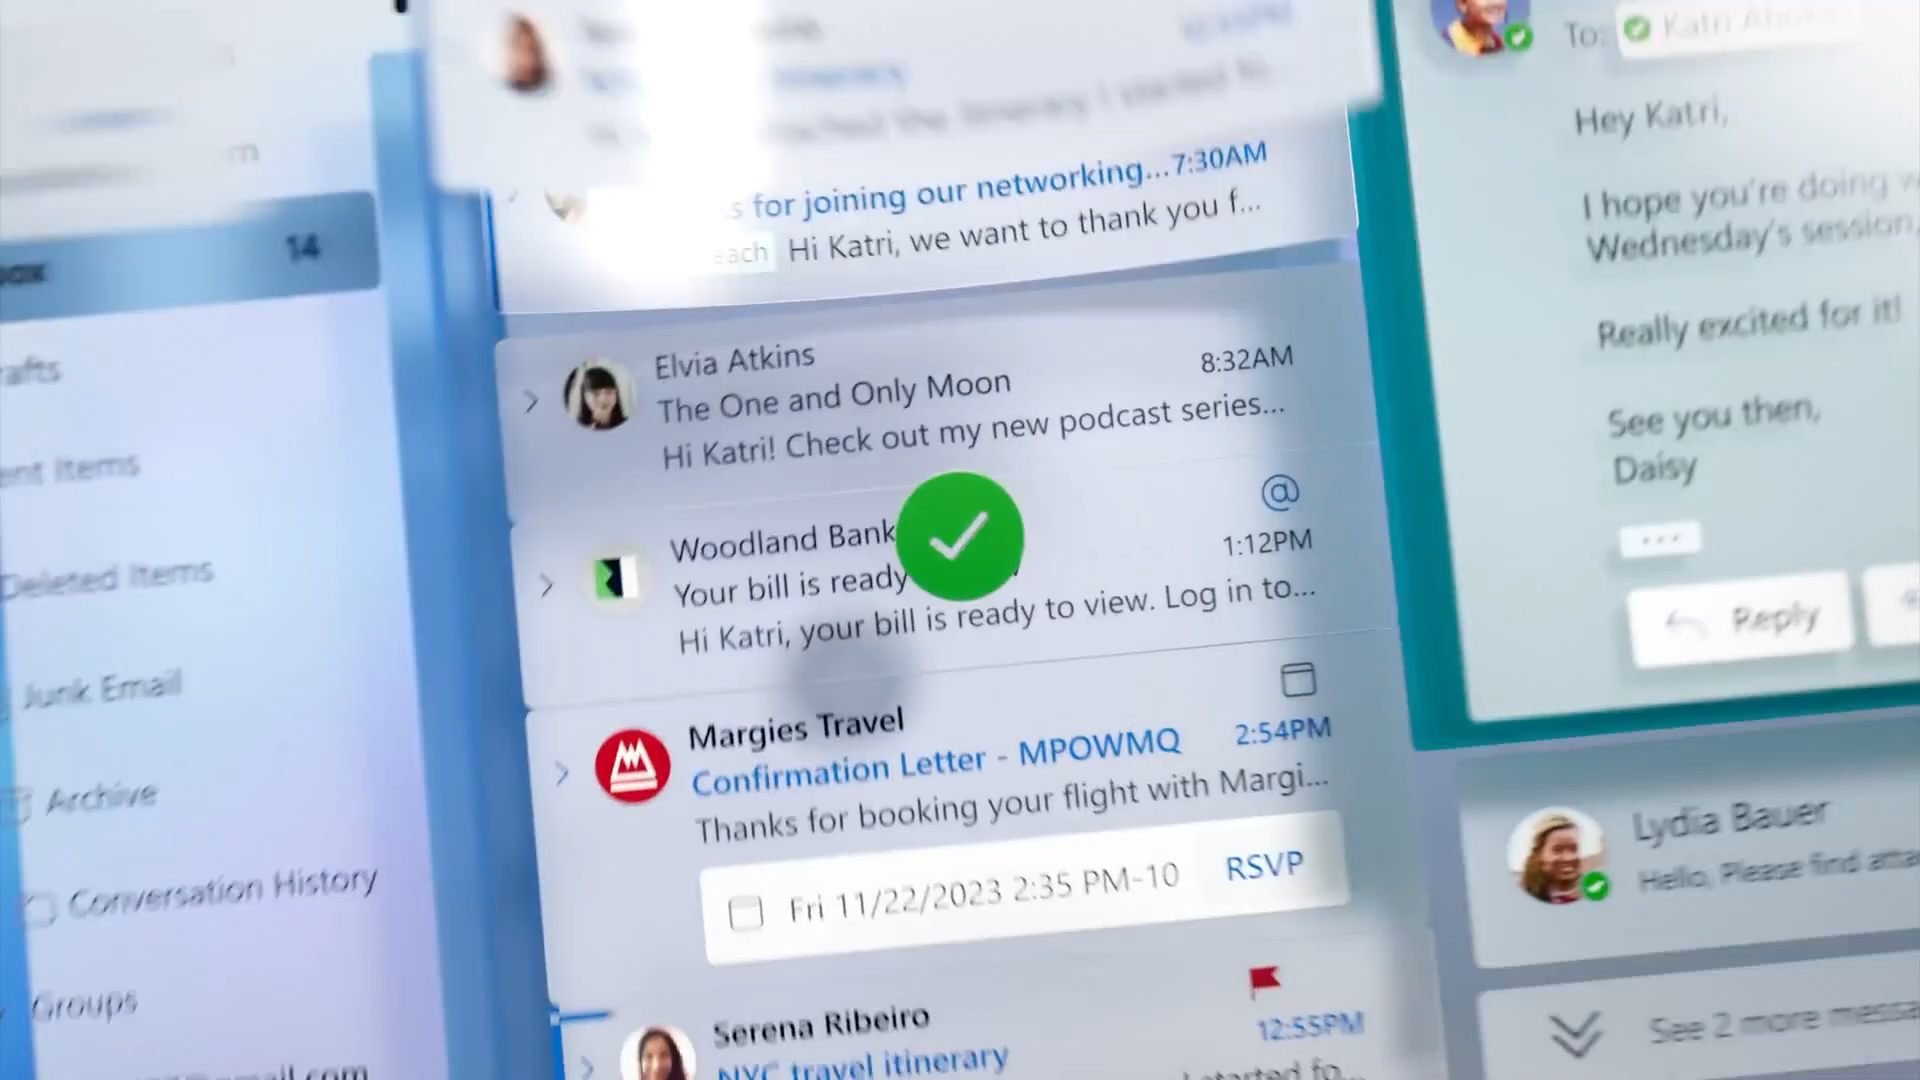 14
Items
Deleted Items
Junk Email
Archive
Conversation History
Groups
for joining our networking... 7:30AM
Hi Katri, we want to thank you f...
Elvia Atkins
The One and Only Moon 8:32AM
Hi Katri! Check out my new podcast series...
@
Woodland Bank
Your bill is ready 1:12PM
Hi Katri, your bill is ready to view. Log in to...
Margies Travel
Confirmation Letter - MPOWMQ 2:54PM
Thanks for booking your flight with Margi...
Fri 11/22/2023 2:35 PM-10 RSVP
Serena Ribeiro
NYC travel itinerary 12:55PM
started fo...
To: Katri
Hey Katri,
I hope you're doing
Wednesday's session,
Really excited for it!
See you then,
Daisy
...
Reply
Lydia Bauer
Hello, Please find
See 2 more